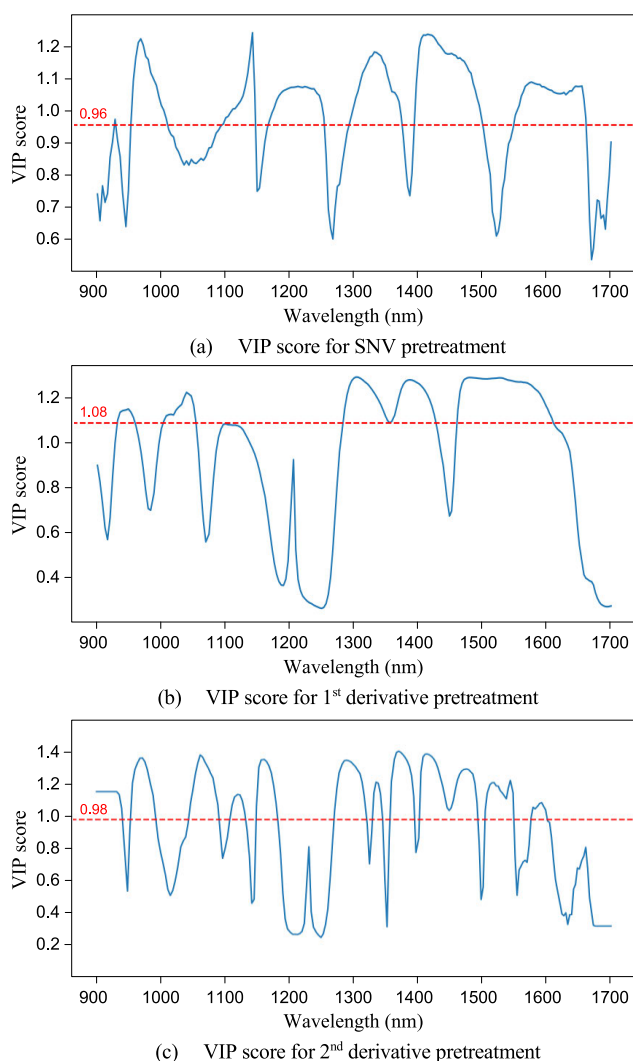 1.2
1.1
1.0
0.96
0.9
0.8
0.7
0.6
VIP score
900 1000 1100 1200 1300 1400 1500 1600 1700
Wavelength (nm)
(a) VIP score for SNV pretreatment
1.2
1.08
1.0
0.8
0.6
0.4
VIP score
900 1000 1100 1200 1300 1400 1500 1600 1700
Wavelength (nm)
(b) VIP score for 1st derivative pretreatment
1.4
1.2
0.98
1.0
0.8
0.6
0.4
0.2
VIP score
900 1000 1100 1200 1300 1400 1500 1600 1700
Wavelength (nm)
(c) VIP score for 2nd derivative pretreatment